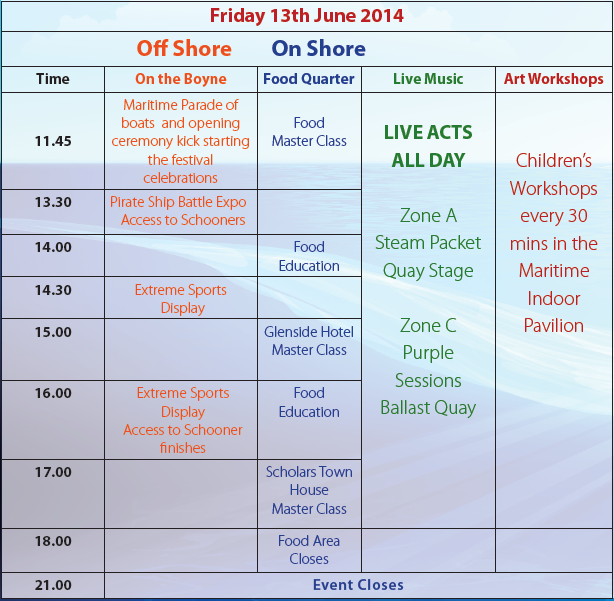 Friday 13th June 2014
Off Shore On Shore
Time On the Boyne Food Quarter Live Music Art Workshops
11.45
Maritime Parade of
boats and opening
ceremony kick starting
the festival
celebrations
Food
Master Class
LIVE ACTS
ALL DAY
Zone A
Steam Packet
Quay Stage
Zone C
Purple
Sessions
Ballast Quay
Children's
Workshops
every 30
mins in the
Maritime
Indoor
Pavilion
13.30
Pirate Ship Battle Expo
Access to Schooners
14.00
Food
Education
14.30
Extreme Sports
Display
15.00
Glenside Hotel
Master Class
16.00
Extreme Sports
Display
Access to Schooner
finishes
Food
Education
17.00
Scholars Town
House
Master Class
18.00
Food Area
Closes
21.00
Event Closes